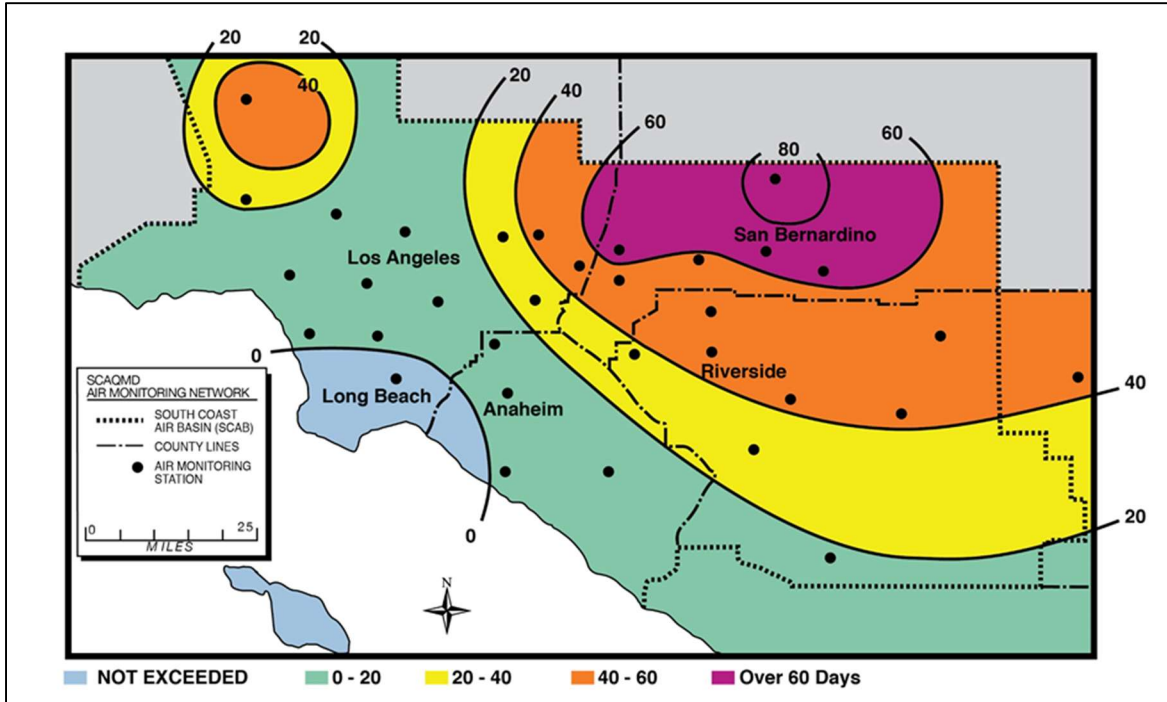 20
20
40
20
40
60
80
60
San Bernardino
Los Angeles
0
Riverside
Long Beach
Anaheim
40
SCAQMD
AIR MONITORING NETWORK
SOUTH COAST
AIR BASIN (SCAB)
COUNTY LINES
AIR MONITORING
STATION
0 25
MILES
0
20
N
NOT EXCEEDED
0 - 20
20 - 40
40 - 60
Over 60 Days